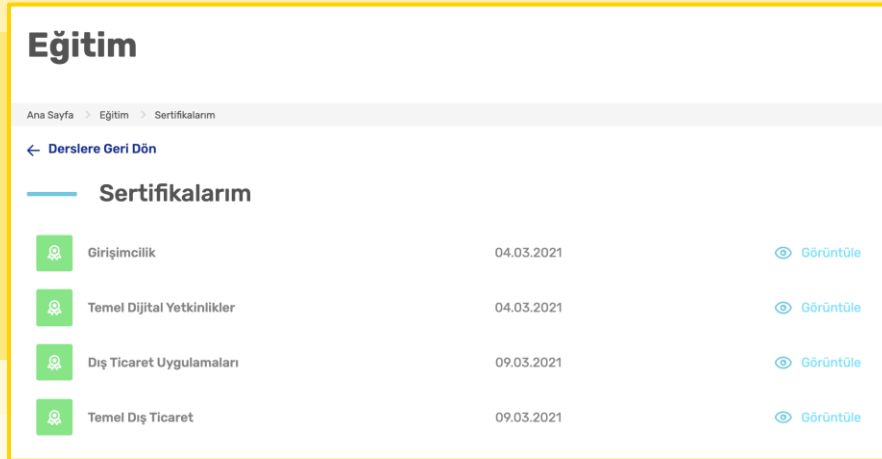 Eğitim
Ana Sayfa > Eğitim > Sertifikalarım
← Derslere Geri Dön
Sertifikalarım
Girişimcilik 04.03.2021 Görüntüle
Temel Dijital Yetkinlikler 04.03.2021 Görüntüle
Dış Ticaret Uygulamaları 09.03.2021 Görüntüle
Temel Dış Ticaret 09.03.2021 Görüntüle